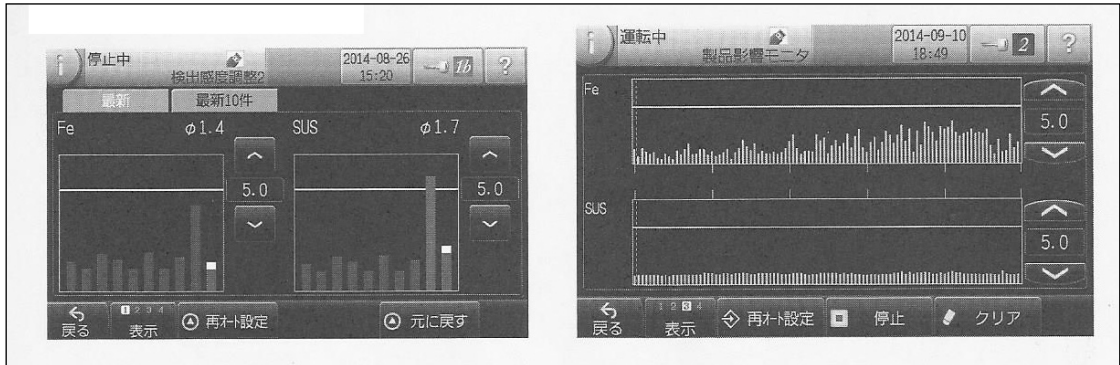 停止中
検出感度調整2
2014-08-26
15:20
1b
?
最新
最新10件
Fe
φ1.4
5.0
SUS
φ1.7
5.0
戻る
1 2 3 4
表示
再オート設定
元に戻す
運転中
製品影響モニタ
2014-09-10
18:49
2
?
Fe
5.0
SUS
5.0
戻る
1 2 3 4
表示
再オート設定
停止
クリア